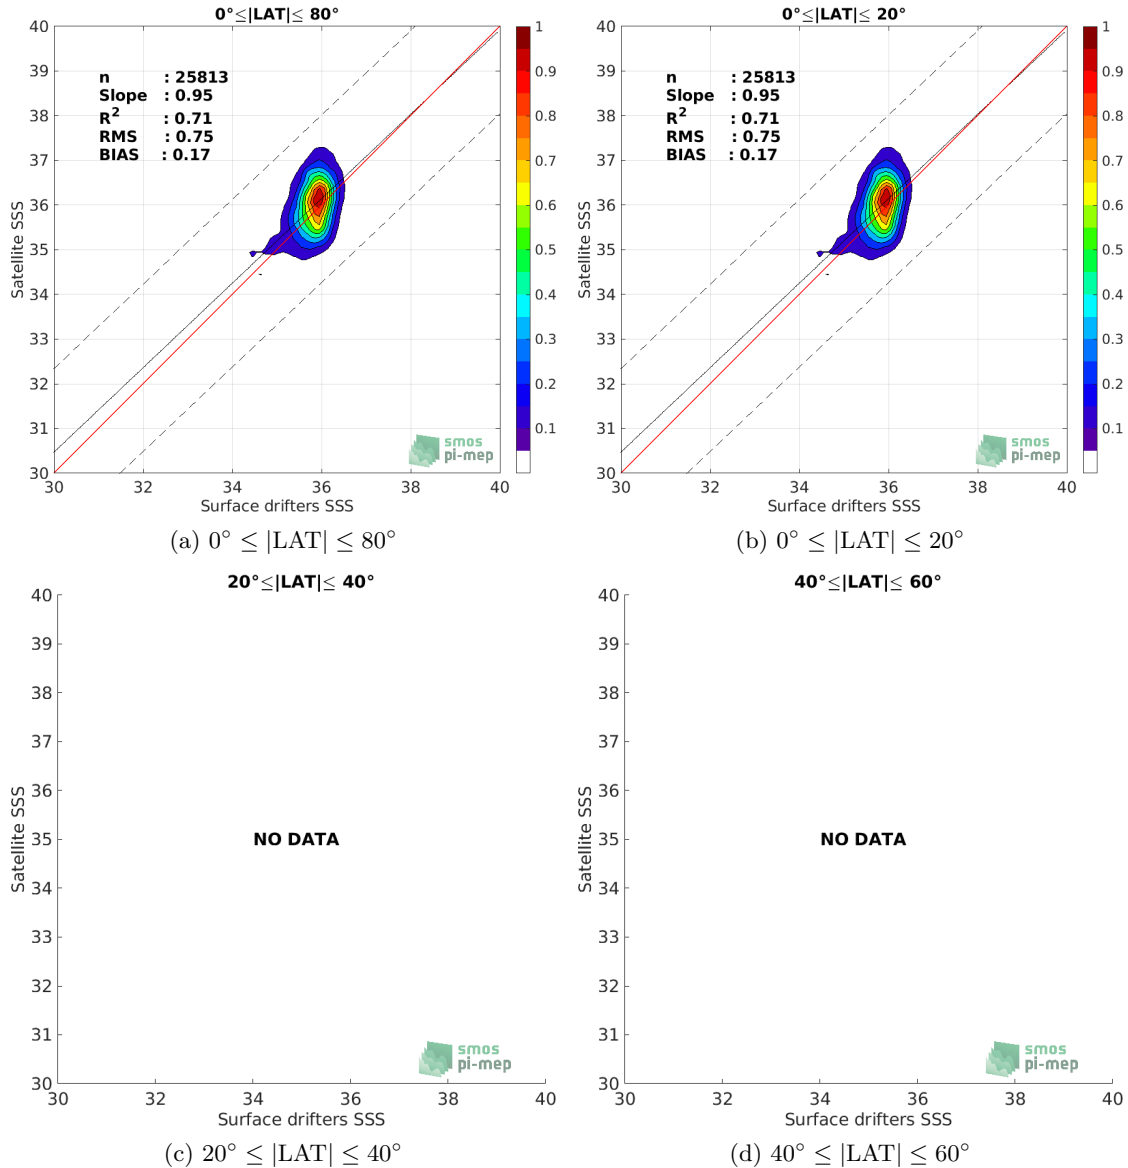 0°≤|LAT|≤ 80°
40
39
38
37
36
35
34
33
32
31
30
Satellite SSS
n : 25813
Slope : 0.95
R² : 0.71
RMS : 0.75
BIAS : 0.17
smos
pi-mep
30 32 34 36 38 40
Surface drifters SSS
1
0.9
0.8
0.7
0.6
0.5
0.4
0.3
0.2
0.1
(a) 0° ≤ |LAT| ≤ 80°
0°≤|LAT|≤ 20°
40
39
38
37
36
35
34
33
32
31
30
Satellite SSS
n : 25813
Slope : 0.95
R² : 0.71
RMS : 0.75
BIAS : 0.17
smos
pi-mep
30 32 34 36 38 40
Surface drifters SSS
1
0.9
0.8
0.7
0.6
0.5
0.4
0.3
0.2
0.1
(b) 0° ≤ |LAT| ≤ 20°
20°≤|LAT|≤ 40°
40
39
38
37
36
35
34
33
32
31
30
Satellite SSS
NO DATA
smos
pi-mep
30 32 34 36 38 40
Surface drifters SSS
(c) 20° ≤ |LAT| ≤ 40°
40°≤|LAT|≤ 60°
40
39
38
37
36
35
34
33
32
31
30
Satellite SSS
NO DATA
smos
pi-mep
30 32 34 36 38 40
Surface drifters SSS
(d) 40° ≤ |LAT| ≤ 60°